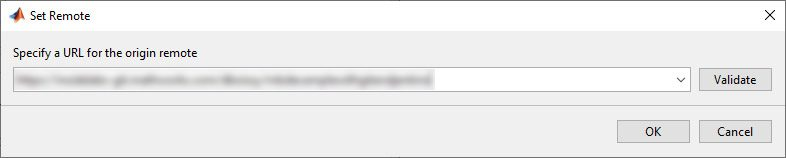 Set Remote
Specify a URL for the origin remote
Validate
OK
Cancel